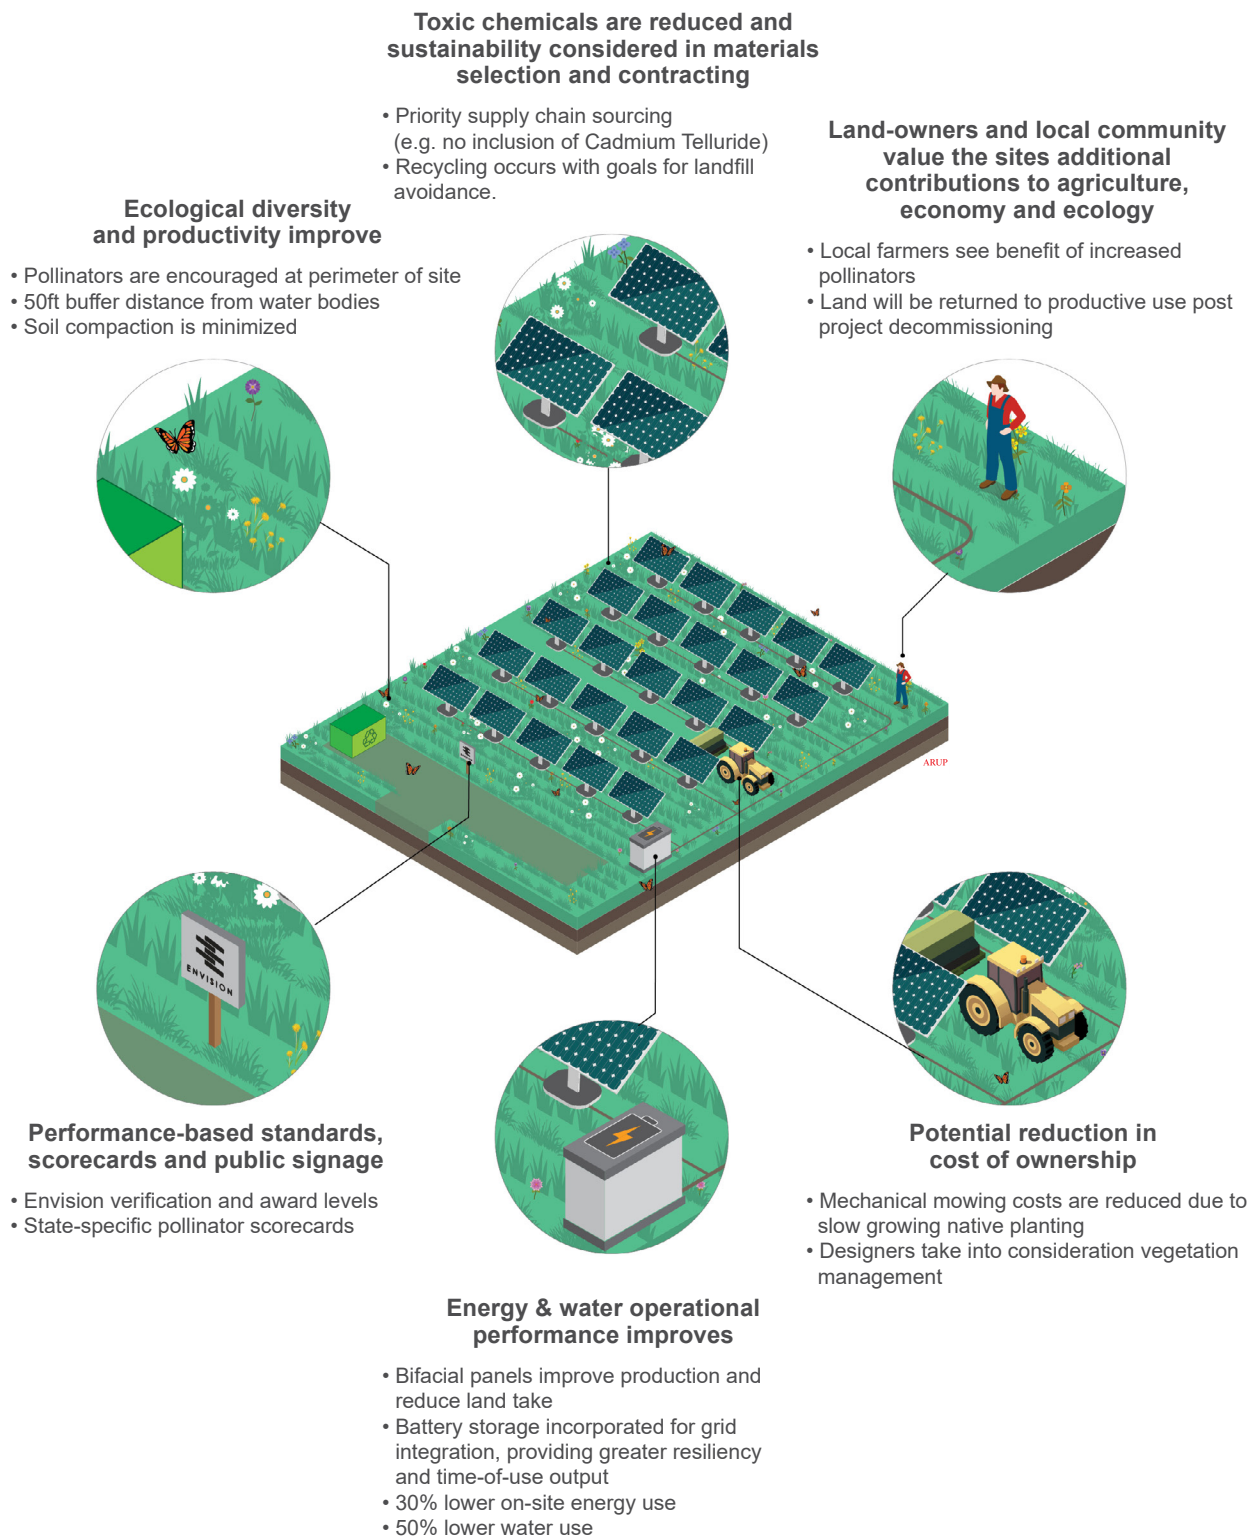 Toxic chemicals are reduced and
sustainability considered in materials
selection and contracting
• Priority supply chain sourcing
(e.g. no inclusion of Cadmium Telluride)
• Recycling occurs with goals for landfill
avoidance.
Land-owners and local community
value the sites additional
contributions to agriculture,
economy and ecology
• Local farmers see benefit of increased
pollinators
• Land will be returned to productive use post
project decommissioning
Ecological diversity
and productivity improve
• Pollinators are encouraged at perimeter of site
• 50ft buffer distance from water bodies
• Soil compaction is minimized
ARUP
ENVISION
Performance-based standards,
scorecards and public signage
• Envision verification and award levels
• State-specific pollinator scorecards
Potential reduction in
cost of ownership
• Mechanical mowing costs are reduced due to
slow growing native planting
• Designers take into consideration vegetation
management
Energy & water operational
performance improves
• Bifacial panels improve production and
reduce land take
• Battery storage incorporated for grid
integration, providing greater resiliency
and time-of-use output
• 30% lower on-site energy use
• 50% lower water use